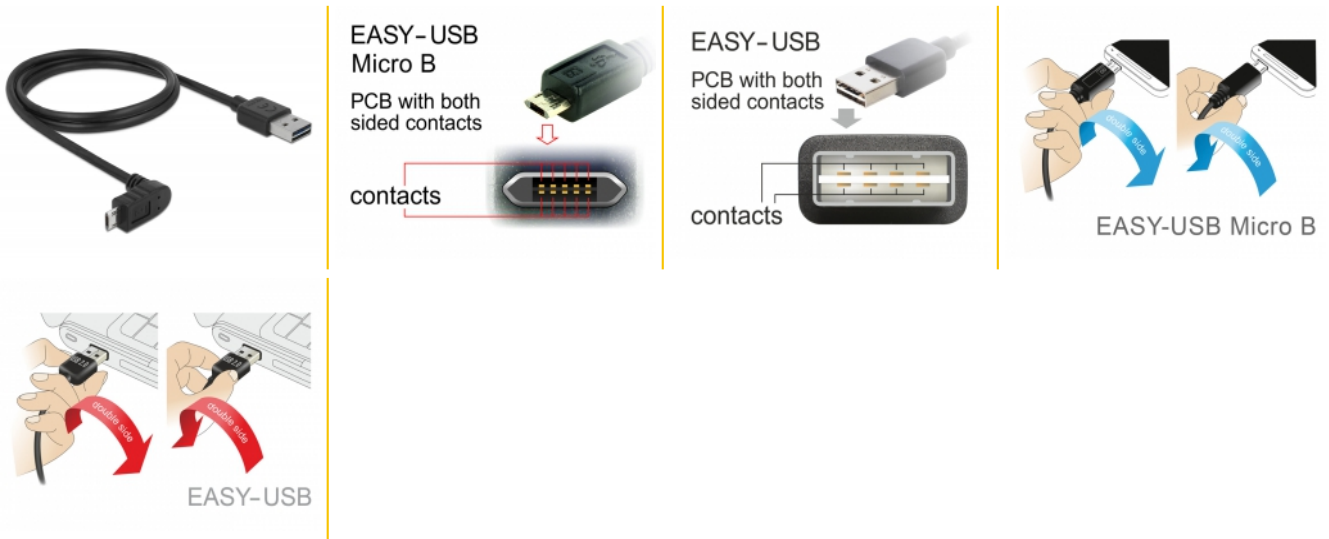 EASY-USB
Micro B
PCB with both
sided contacts
contacts
EASY-USB
PCB with both
sided contacts
contacts
double side
double side
EASY-USB Micro B
double side
double side
EASY-USB